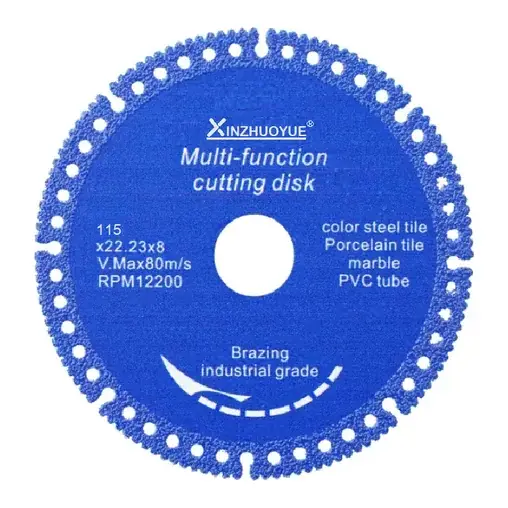 XINZHUOYUE®
Multi-function
cutting disk
115
x22.23x8
V.Max80m/s
RPM12200
color steel tile
Porcelain tile
marble
PVC tube
Brazing
industrial grade